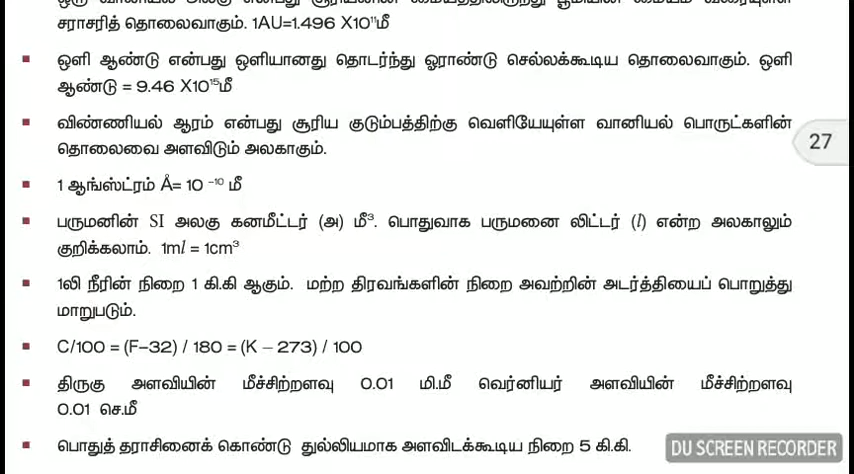 சராசரித் தொலைவாகும். 1AU=1.496 X10¹¹மீ
▪ ஒளி ஆண்டு என்பது ஒளியானது தொடர்ந்து ஓராண்டு செல்லக்கூடிய தொலைவாகும். ஒளி
ஆண்டு = 9.46 X10¹⁵மீ
▪ விண்ணியல் ஆரம் என்பது சூரிய குடும்பத்திற்கு வெளியேயுள்ள வானியல் பொருட்களின்
தொலைவை அளவிடும் அலகாகும்.
27
▪ 1 ஆங்ஸ்ட்ரம் Å= 10 ⁻¹⁰ மீ
▪ பருமனின் SI அலகு கனமீட்டர் (அ) மீ³. பொதுவாக பருமனை லிட்டர் (l) என்ற அலகாலும்
குறிக்கலாம். 1ml = 1cm³
▪ 1லி நீரின் நிறை 1 கி.கி ஆகும். மற்ற திரவங்களின் நிறை அவற்றின் அடர்த்தியைப் பொறுத்து
மாறுபடும்.
▪ C/100 = (F–32) / 180 = (K – 273) / 100
▪ திருகு அளவியின் மீச்சிற்றளவு 0.01 மி.மீ வெர்னியர் அளவியின் மீச்சிற்றளவு
0.01 செ.மீ
▪ பொதுத் தராசினைக் கொண்டு துல்லியமாக அளவிடக்கூடிய நிறை 5 கி.கி.
DU SCREEN RECORDER